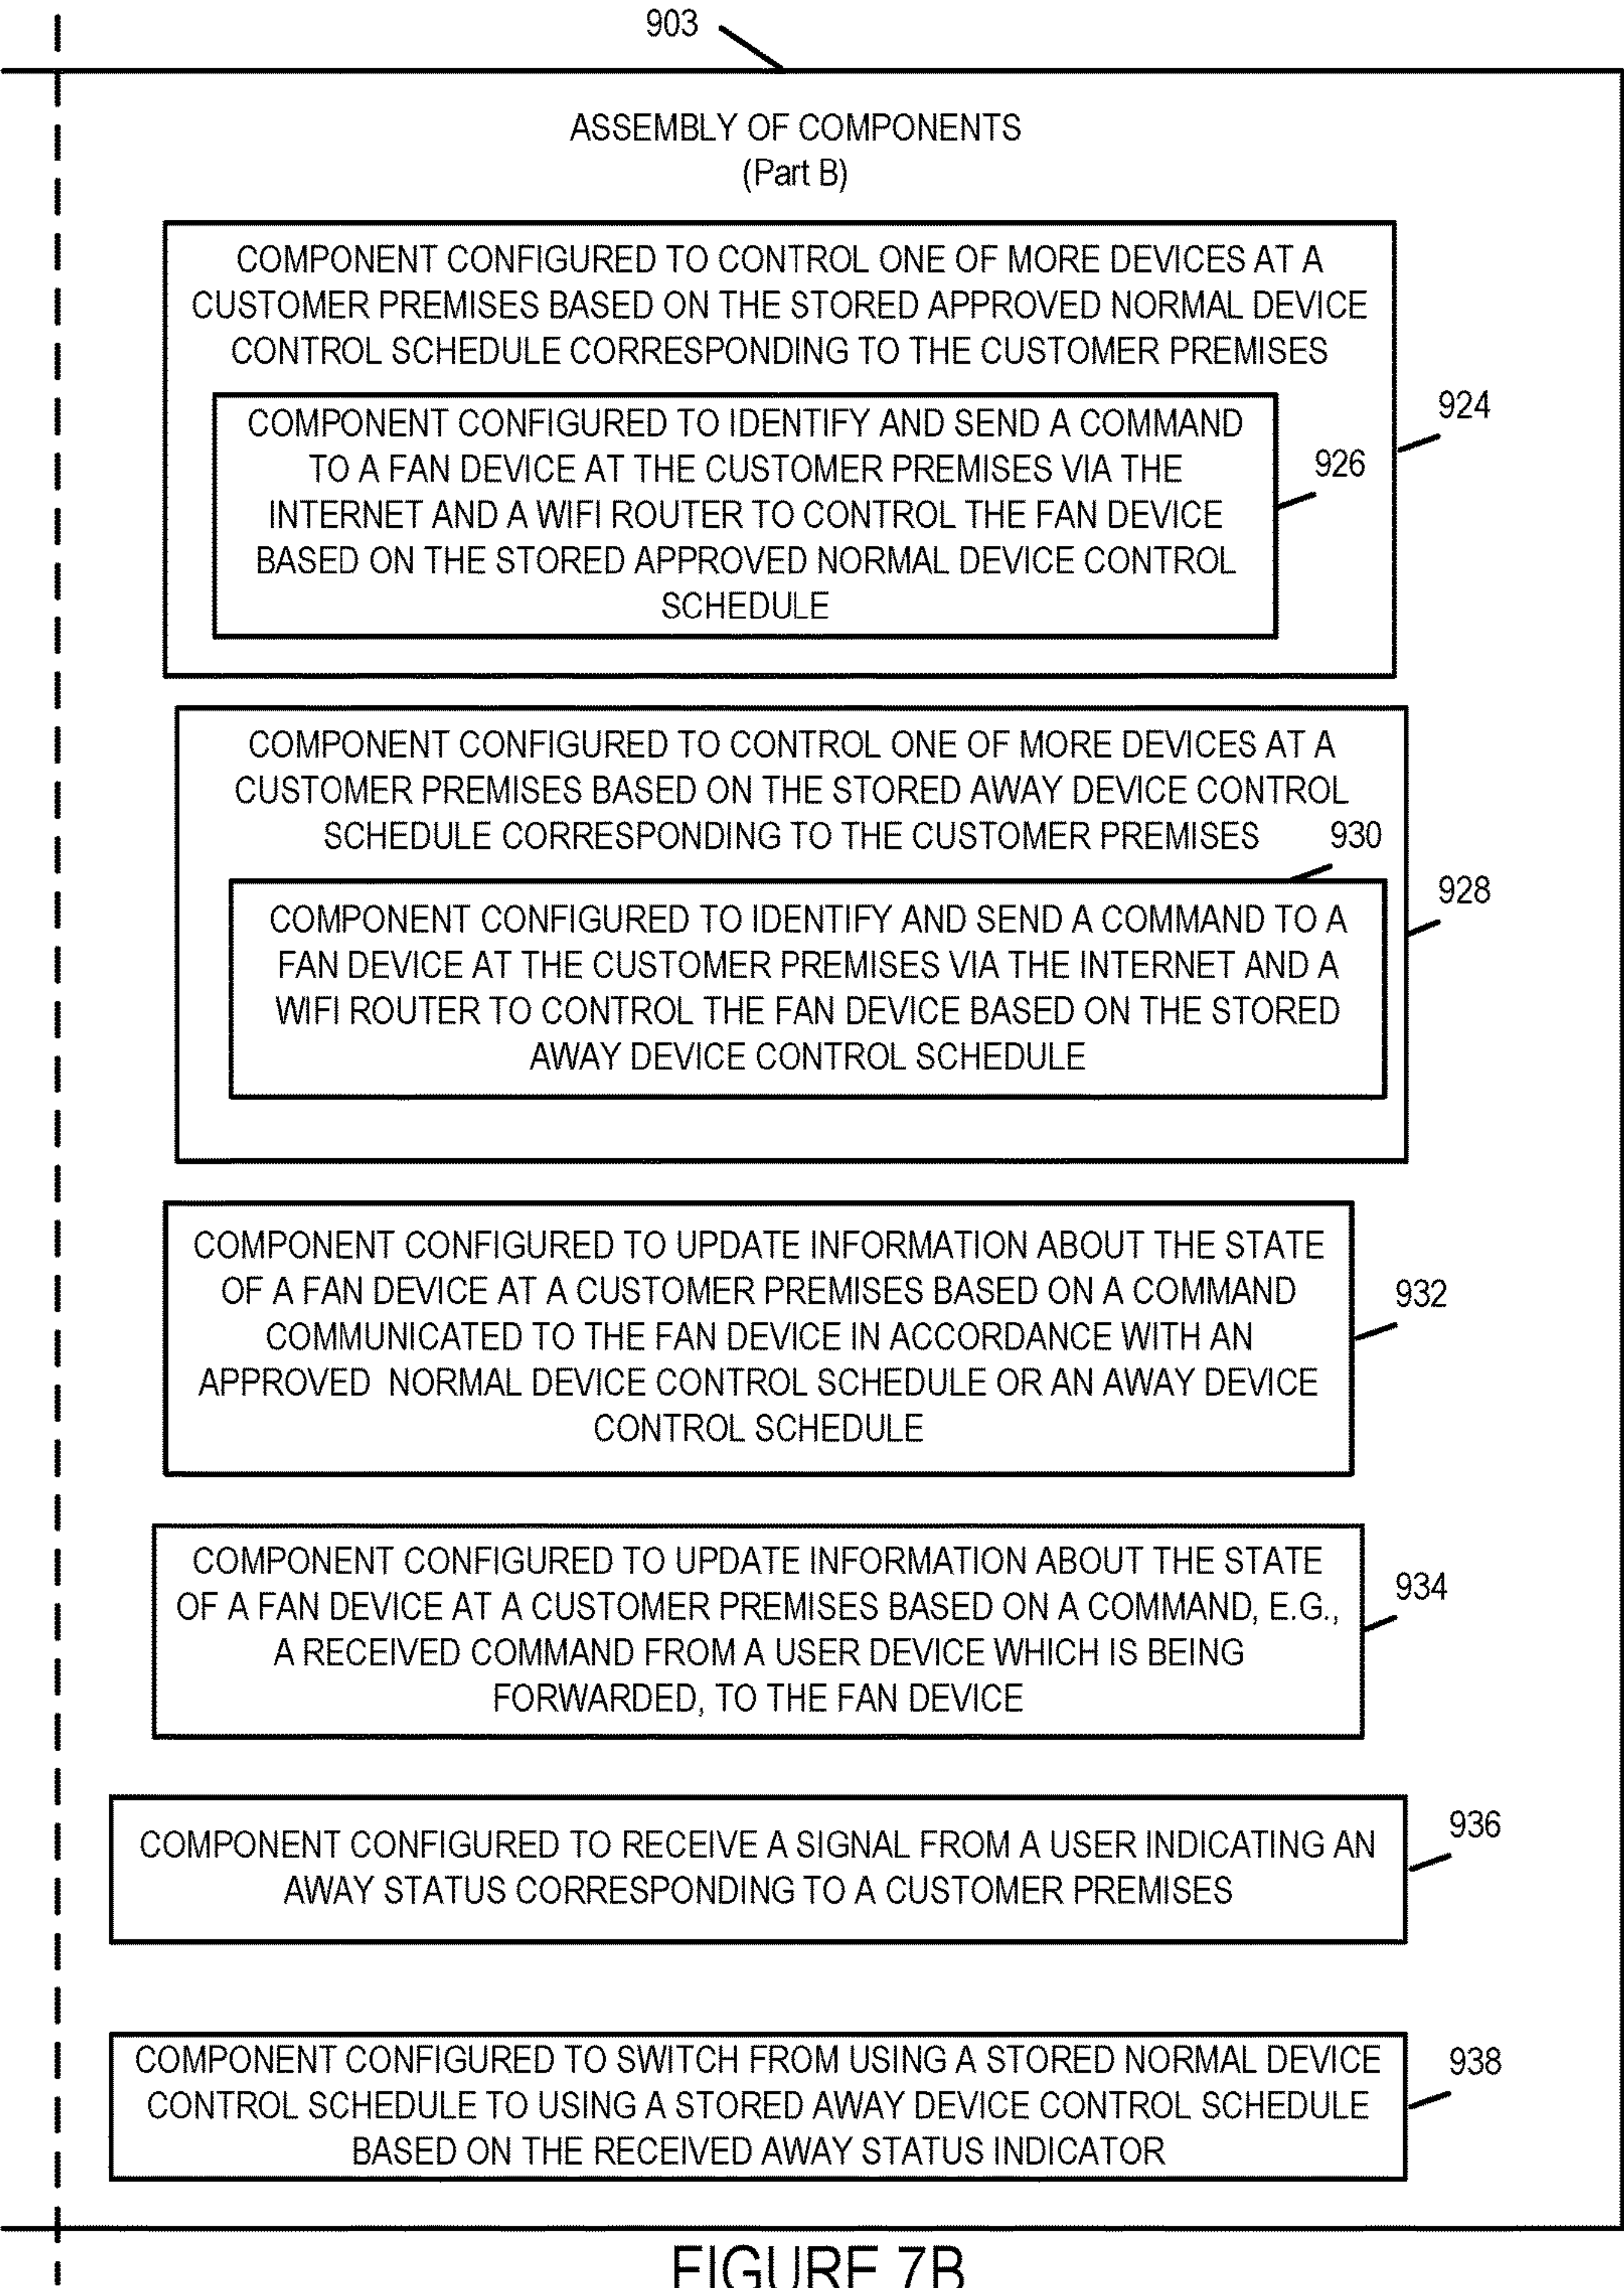 903
ASSEMBLY OF COMPONENTS
(Part B)
COMPONENT CONFIGURED TO CONTROL ONE OF MORE DEVICES AT A
CUSTOMER PREMISES BASED ON THE STORED APPROVED NORMAL DEVICE
CONTROL SCHEDULE CORRESPONDING TO THE CUSTOMER PREMISES
924
COMPONENT CONFIGURED TO IDENTIFY AND SEND A COMMAND
TO A FAN DEVICE AT THE CUSTOMER PREMISES VIA THE
INTERNET AND A WIFI ROUTER TO CONTROL THE FAN DEVICE
BASED ON THE STORED APPROVED NORMAL DEVICE CONTROL
SCHEDULE
926
COMPONENT CONFIGURED TO CONTROL ONE OF MORE DEVICES AT A
CUSTOMER PREMISES BASED ON THE STORED AWAY DEVICE CONTROL
SCHEDULE CORRESPONDING TO THE CUSTOMER PREMISES
930
928
COMPONENT CONFIGURED TO IDENTIFY AND SEND A COMMAND TO A
FAN DEVICE AT THE CUSTOMER PREMISES VIA THE INTERNET AND A
WIFI ROUTER TO CONTROL THE FAN DEVICE BASED ON THE STORED
AWAY DEVICE CONTROL SCHEDULE
COMPONENT CONFIGURED TO UPDATE INFORMATION ABOUT THE STATE
OF A FAN DEVICE AT A CUSTOMER PREMISES BASED ON A COMMAND
COMMUNICATED TO THE FAN DEVICE IN ACCORDANCE WITH AN
APPROVED NORMAL DEVICE CONTROL SCHEDULE OR AN AWAY DEVICE
CONTROL SCHEDULE
932
COMPONENT CONFIGURED TO UPDATE INFORMATION ABOUT THE STATE
OF A FAN DEVICE AT A CUSTOMER PREMISES BASED ON A COMMAND, E.G.,
A RECEIVED COMMAND FROM A USER DEVICE WHICH IS BEING
FORWARDED, TO THE FAN DEVICE
934
COMPONENT CONFIGURED TO RECEIVE A SIGNAL FROM A USER INDICATING AN
AWAY STATUS CORRESPONDING TO A CUSTOMER PREMISES
936
COMPONENT CONFIGURED TO SWITCH FROM USING A STORED NORMAL DEVICE
CONTROL SCHEDULE TO USING A STORED AWAY DEVICE CONTROL SCHEDULE
BASED ON THE RECEIVED AWAY STATUS INDICATOR
938
FIGURE 7B